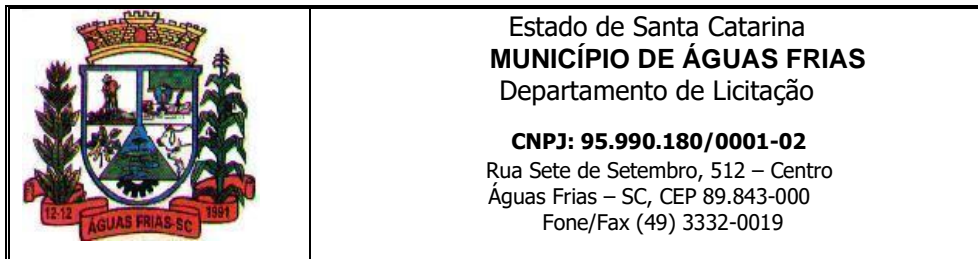 12-12
ÁGUAS FRIAS-SC
1991
Estado de Santa Catarina
MUNICÍPIO DE ÁGUAS FRIAS
Departamento de Licitação
CNPJ: 95.990.180/0001-02
Rua Sete de Setembro, 512 – Centro
Águas Frias – SC, CEP 89.843-000
Fone/Fax (49) 3332-0019